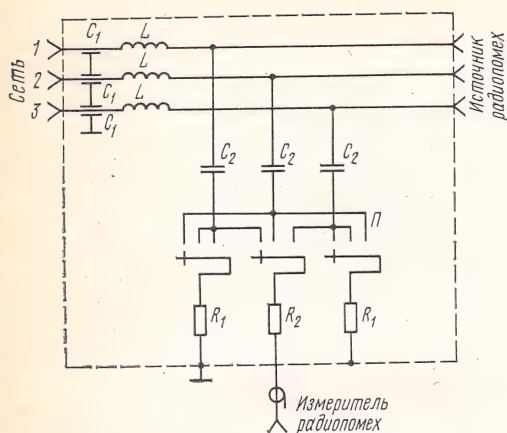 Сеть
1
2
3
C₁
C₁
C₁
L
L
L
Источник
радиопомех
C₂
C₂
C₂
П
R₁
R₂
R₁
Измеритель
радиопомех